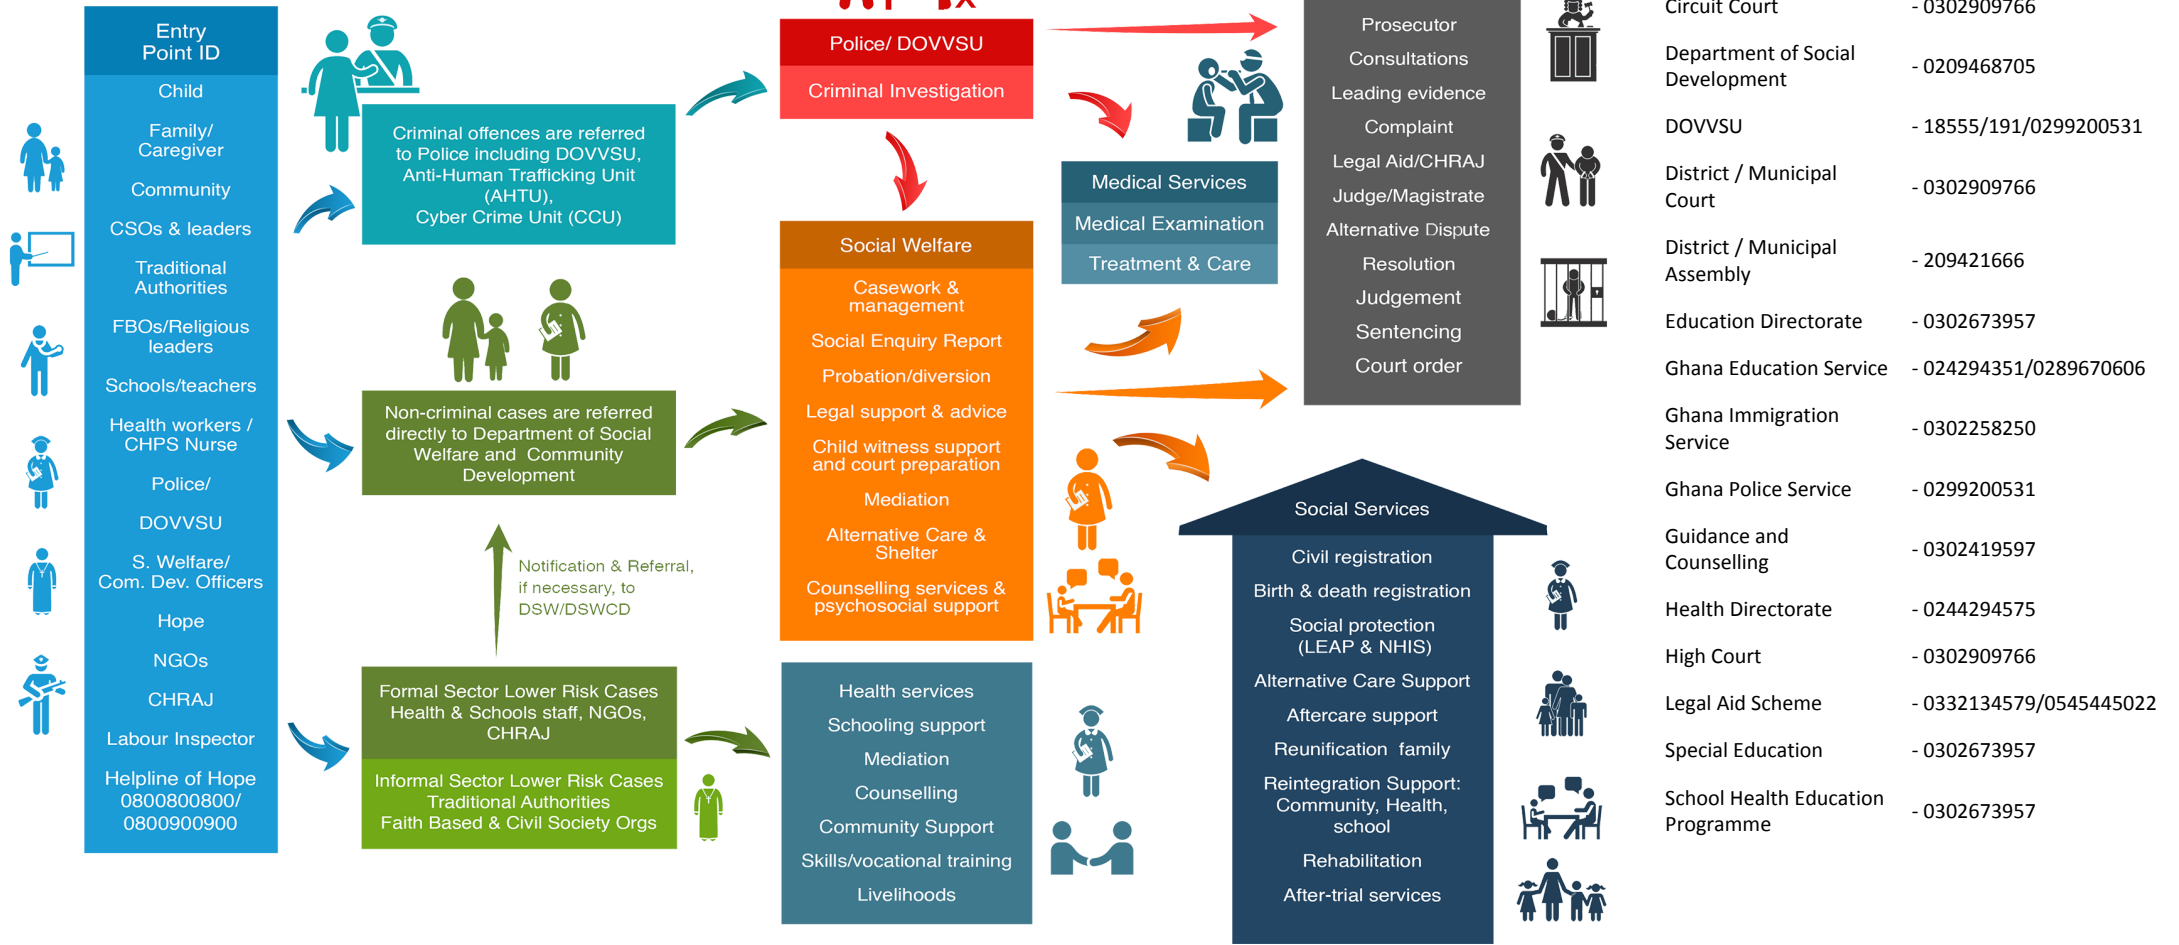 Entry
Point ID
Child
Family/
Caregiver
Community
CSOs & leaders
Traditional
Authorities
FBOs/Religious
leaders
Schools/teachers
Health workers /
CHPS Nurse
Police/
DOVVSU
S. Welfare/
Com. Dev. Officers
Hope
NGOs
CHRAJ
Labour Inspector
Helpline of Hope
0800800800/
0800900900
Criminal offences are referred
to Police including DOVVSU,
Anti-Human Trafficking Unit
(AHTU),
Cyber Crime Unit (CCU)
Non-criminal cases are referred
directly to Department of Social
Welfare and Community
Development
Notification & Referral,
if necessary, to
DSW/DSWCD
Formal Sector Lower Risk Cases
Health & Schools staff, NGOs,
CHRAJ
Informal Sector Lower Risk Cases
Traditional Authorities
Faith Based & Civil Society Orgs
Police/ DOVVSU
Criminal Investigation
Social Welfare
Casework &
management
Social Enquiry Report
Probation/diversion
Legal support & advice
Child witness support
and court preparation
Mediation
Alternative Care &
Shelter
Counselling services &
psychosocial support
Health services
Schooling support
Mediation
Counselling
Community Support
Skills/vocational training
Livelihoods
Medical Services
Medical Examination
Treatment & Care
Prosecutor
Consultations
Leading evidence
Complaint
Legal Aid/CHRAJ
Judge/Magistrate
Alternative Dispute
Resolution
Judgement
Sentencing
Court order
Social Services
Civil registration
Birth & death registration
Social protection
(LEAP & NHIS)
Alternative Care Support
Aftercare support
Reunification family
Reintegration Support:
Community, Health,
school
Rehabilitation
After-trial services
Circuit Court - 0302909766
Department of Social
Development - 0209468705
DOVVSU - 18555/191/0299200531
District / Municipal
Court - 0302909766
District / Municipal
Assembly - 209421666
Education Directorate - 0302673957
Ghana Education Service - 024294351/0289670606
Ghana Immigration
Service - 0302258250
Ghana Police Service - 0299200531
Guidance and
Counselling - 0302419597
Health Directorate - 0244294575
High Court - 0302909766
Legal Aid Scheme - 0332134579/0545445022
Special Education - 0302673957
School Health Education
Programme - 0302673957